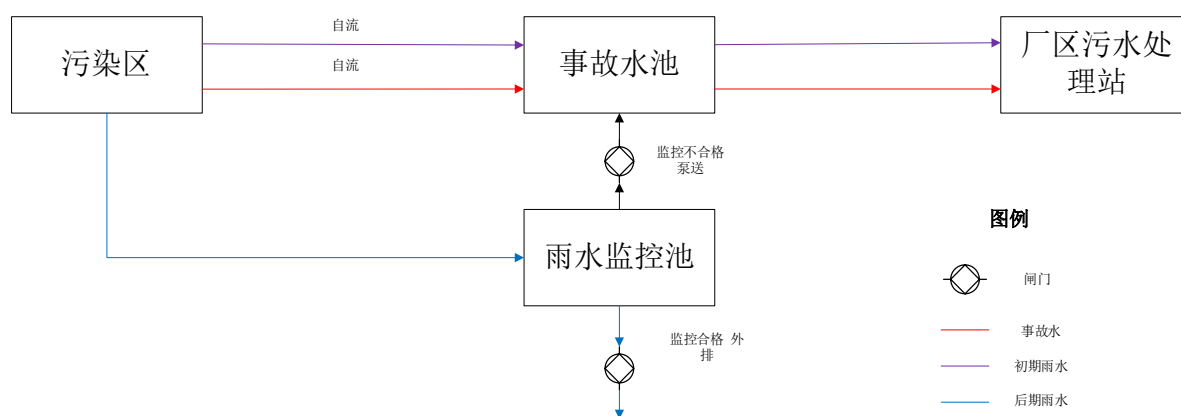 自流
污染区
自流
事故水池
厂区污水处
理站
监控不合格
泵送
雨水监控池
监控合格 外
排
图例
闸门
事故水
初期雨水
后期雨水